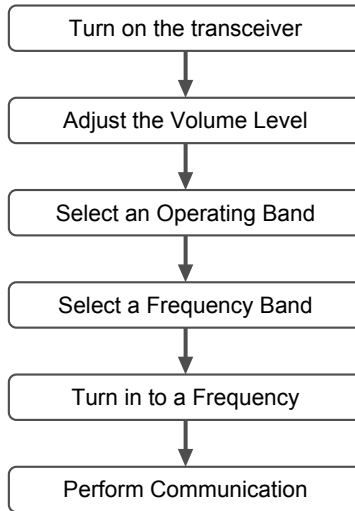 Turn on the transceiver
Adjust the Volume Level
Select an Operating Band
Select a Frequency Band
Turn in to a Frequency
Perform Communication